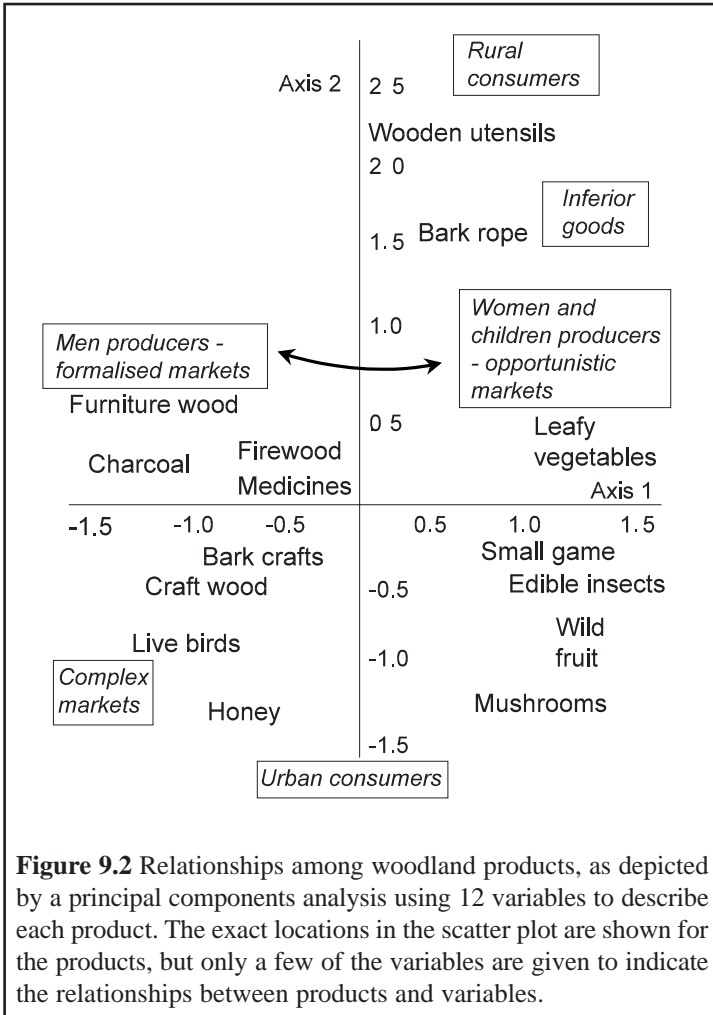 Rural
consumers
Axis 2
2 5
Wooden utensils
2 0
Inferior
goods
Bark rope
1.5
Women and
children producers
- opportunistic
markets
1.0
Men producers -
formalised markets
Furniture wood
0.5
Leafy
vegetables
Firewood
Charcoal
Medicines
Axis 1
-1.5 -1.0 -0.5 0.5 1.0 1.5
Bark crafts
Small game
Craft wood
-0.5
Edible insects
Live birds
Wild
fruit
-1.0
Complex
markets
Honey
Mushrooms
-1.5
Urban consumers
Figure 9.2 Relationships among woodland products, as depicted
by a principal components analysis using 12 variables to describe
each product. The exact locations in the scatter plot are shown for
the products, but only a few of the variables are given to indicate
the relationships between products and variables.